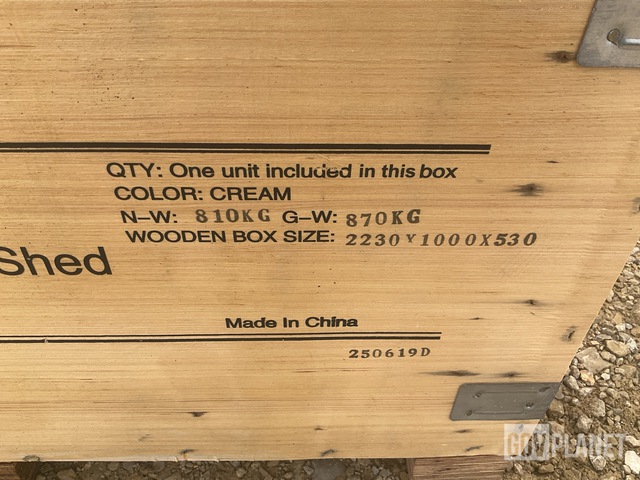 QTY: One unit included in this box
COLOR: CREAM
N-W: 810KG G-W: 870KG
WOODEN BOX SIZE: 2230X1000X530
Shed
Made In China
250619D
GOVPLANET